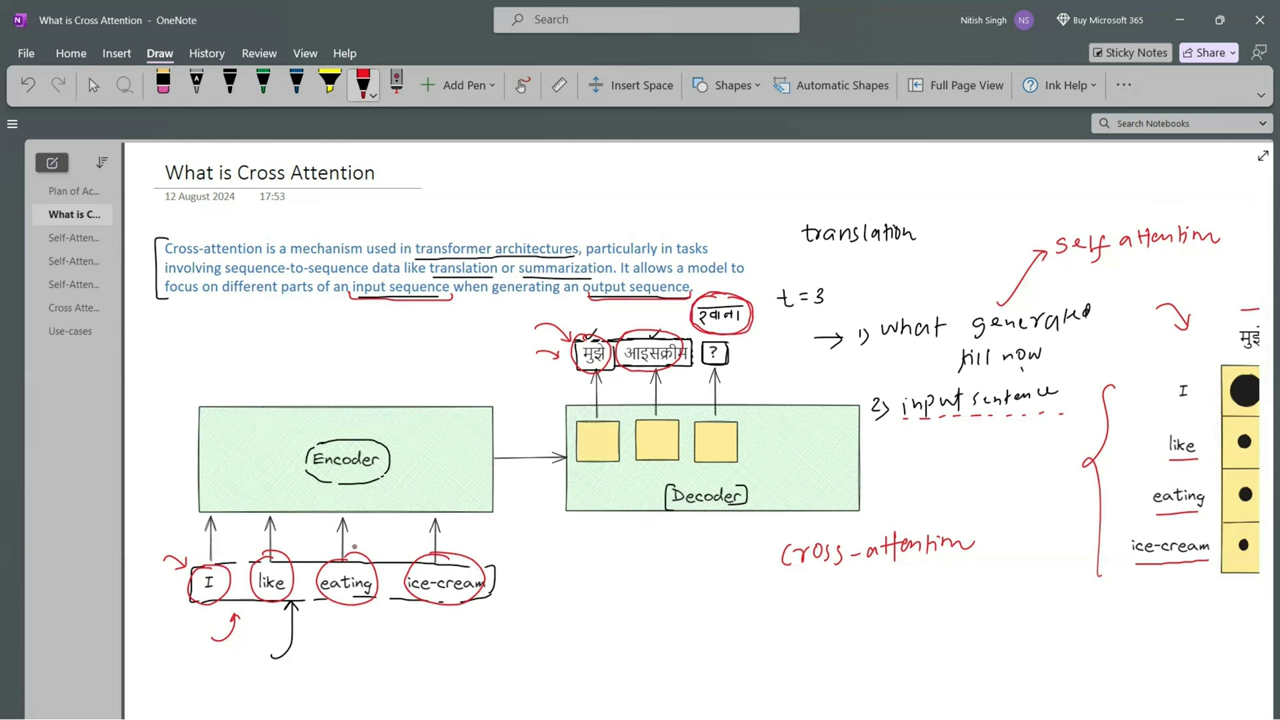 What is Cross Attention - OneNote
Search
Nitish Singh
NS
Buy Microsoft 365
File Home Insert Draw History Review View Help
Sticky Notes
Share
Add Pen
Insert Space
Shapes
Automatic Shapes
Full Page View
Ink Help
Search Notebooks
Plan of Ac...
What is C...
Self-Atten...
Self-Atten...
Self-Atten...
Cross Atte...
Use-cases
What is Cross Attention
12 August 2024 17:53
Cross-attention is a mechanism used in transformer architectures, particularly in tasks
involving sequence-to-sequence data like translation or summarization. It allows a model to
focus on different parts of an input sequence when generating an output sequence.
translation
self attention
t = 3
खाना
1) what generated
till now
मुझे आइसक्रीम ?
2) input sentence
Encoder
Decoder
I like eating ice-cream
cross-attention
मुझे
I
like
eating
ice-cream